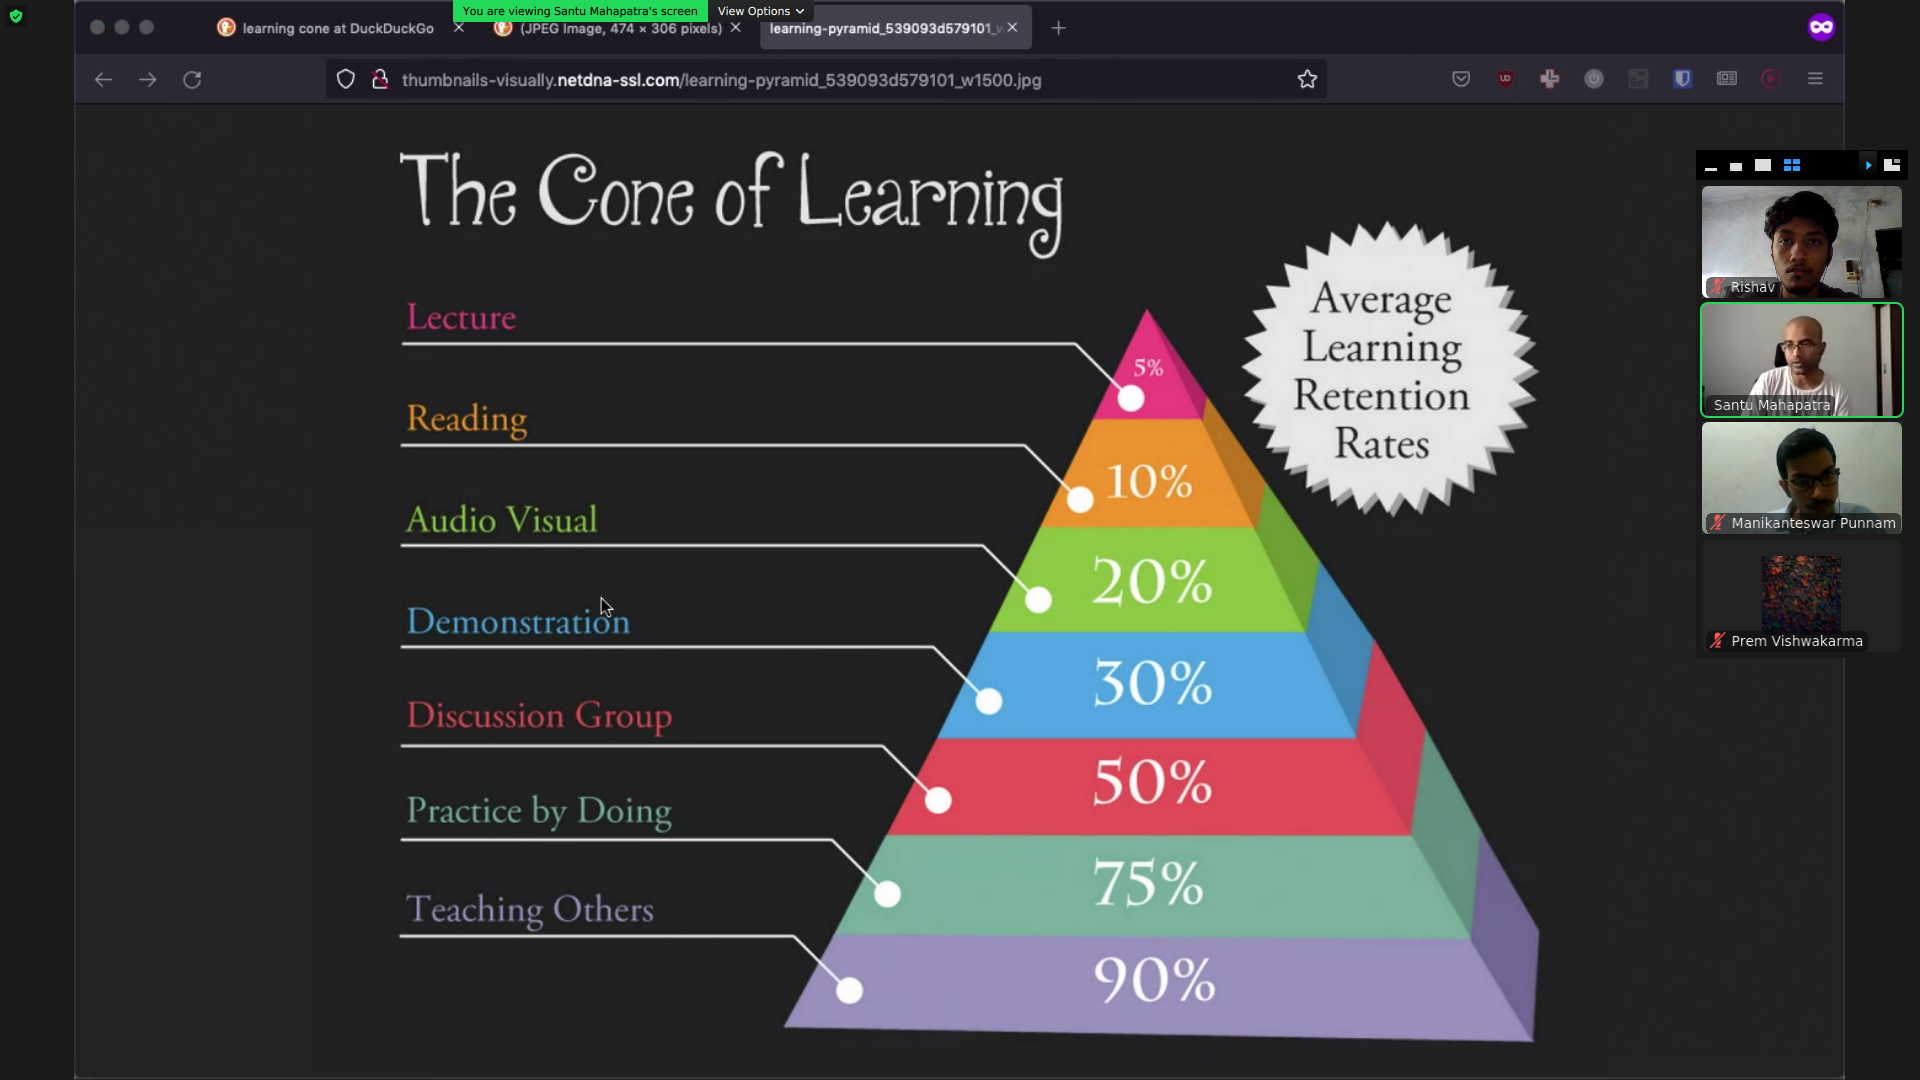 You are viewing Santu Mahapatra's screen
View Options
learning cone at DuckDuckGo
(JPEG Image, 474 × 306 pixels)
learning-pyramid_539093d579101_
thumbnails-visually.netdna-ssl.com/learning-pyramid_539093d579101_w1500.jpg
The Cone of Learning
Average
Learning
Retention
Rates
Lecture
5%
Reading
10%
Audio Visual
20%
Demonstration
30%
Discussion Group
50%
Practice by Doing
75%
Teaching Others
90%
Rishav
Santu Mahapatra
Manikanteswar Punnam
Prem Vishwakarma